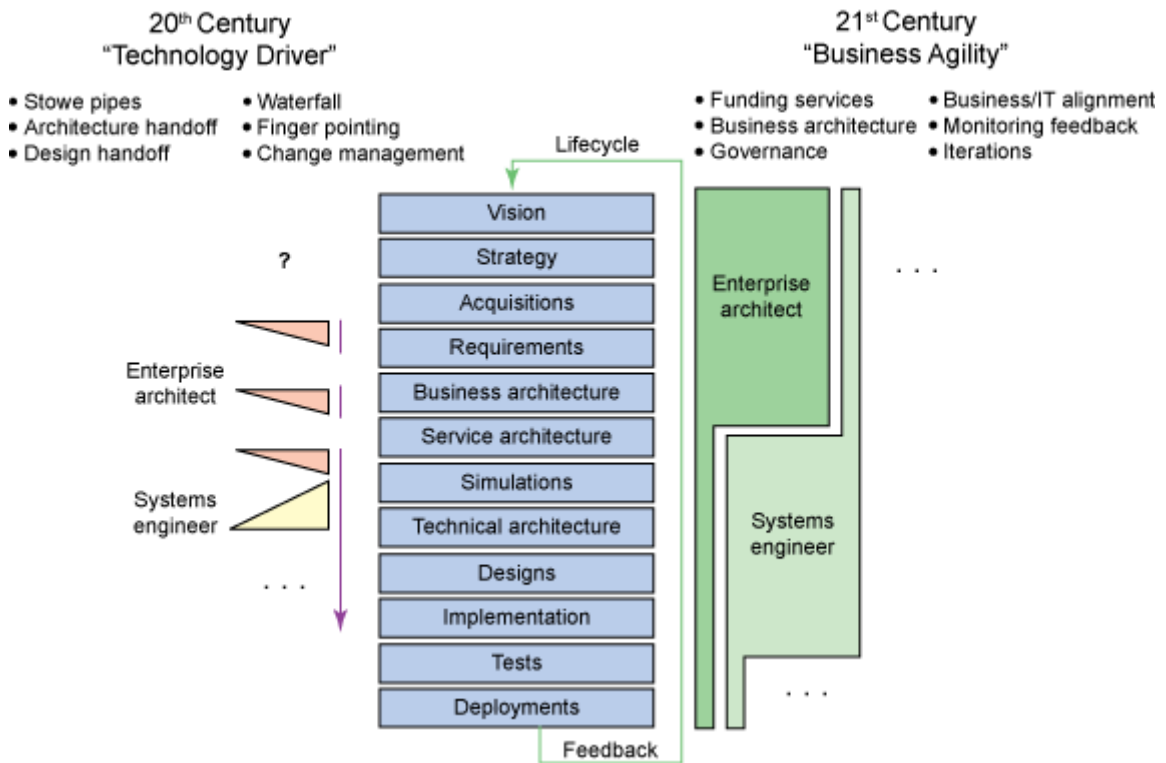 20th Century
“Technology Driver”
• Stowe pipes
• Architecture handoff
• Design handoff
• Waterfall
• Finger pointing
• Change management
21st Century
“Business Agility”
• Funding services
• Business architecture
• Governance
• Business/IT alignment
• Monitoring feedback
• Iterations
Lifecycle
?
Enterprise
architect
Systems
engineer
. . .
Vision
Strategy
Acquisitions
Requirements
Business architecture
Service architecture
Simulations
Technical architecture
Designs
Implementation
Tests
Deployments
Feedback
Enterprise
architect
. . .
Systems
engineer
. . .